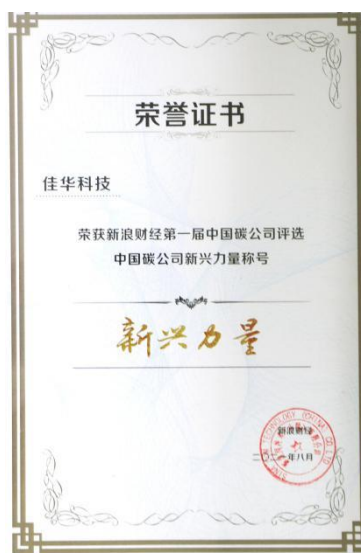 荣誉证书
佳华科技
荣获新浪财经第一届中国碳公司评选
中国碳公司新兴力量称号
新兴力量
新浪财经
年八月